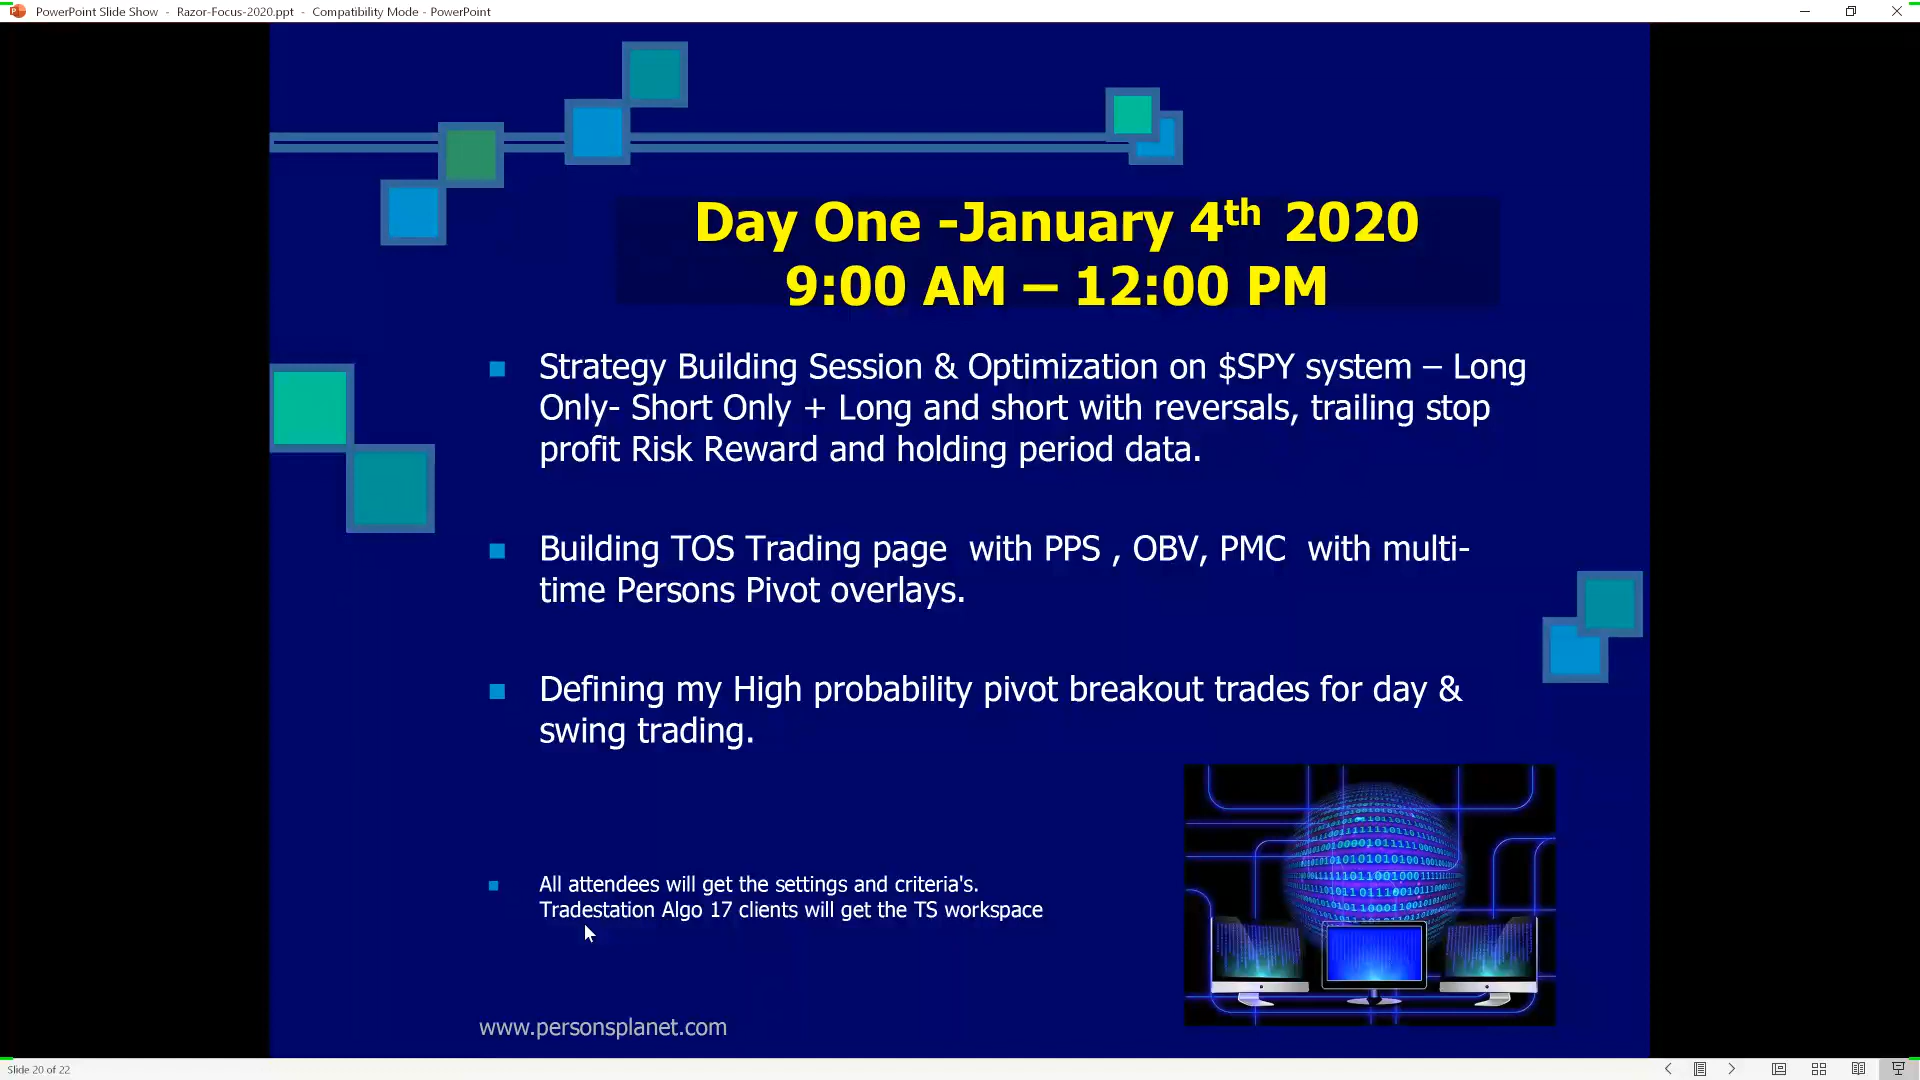 PowerPoint Slide Show - Razor-Focus-2020.ppt - Compatibility Mode - PowerPoint
Day One -January 4th 2020
9:00 AM – 12:00 PM
Strategy Building Session & Optimization on $SPY system – Long
Only- Short Only + Long and short with reversals, trailing stop
profit Risk Reward and holding period data.
Building TOS Trading page with PPS , OBV, PMC with multi-
time Persons Pivot overlays.
Defining my High probability pivot breakout trades for day &
swing trading.
All attendees will get the settings and criteria's.
Tradestation Algo 17 clients will get the TS workspace
www.personsplanet.com
Slide 20 of 22